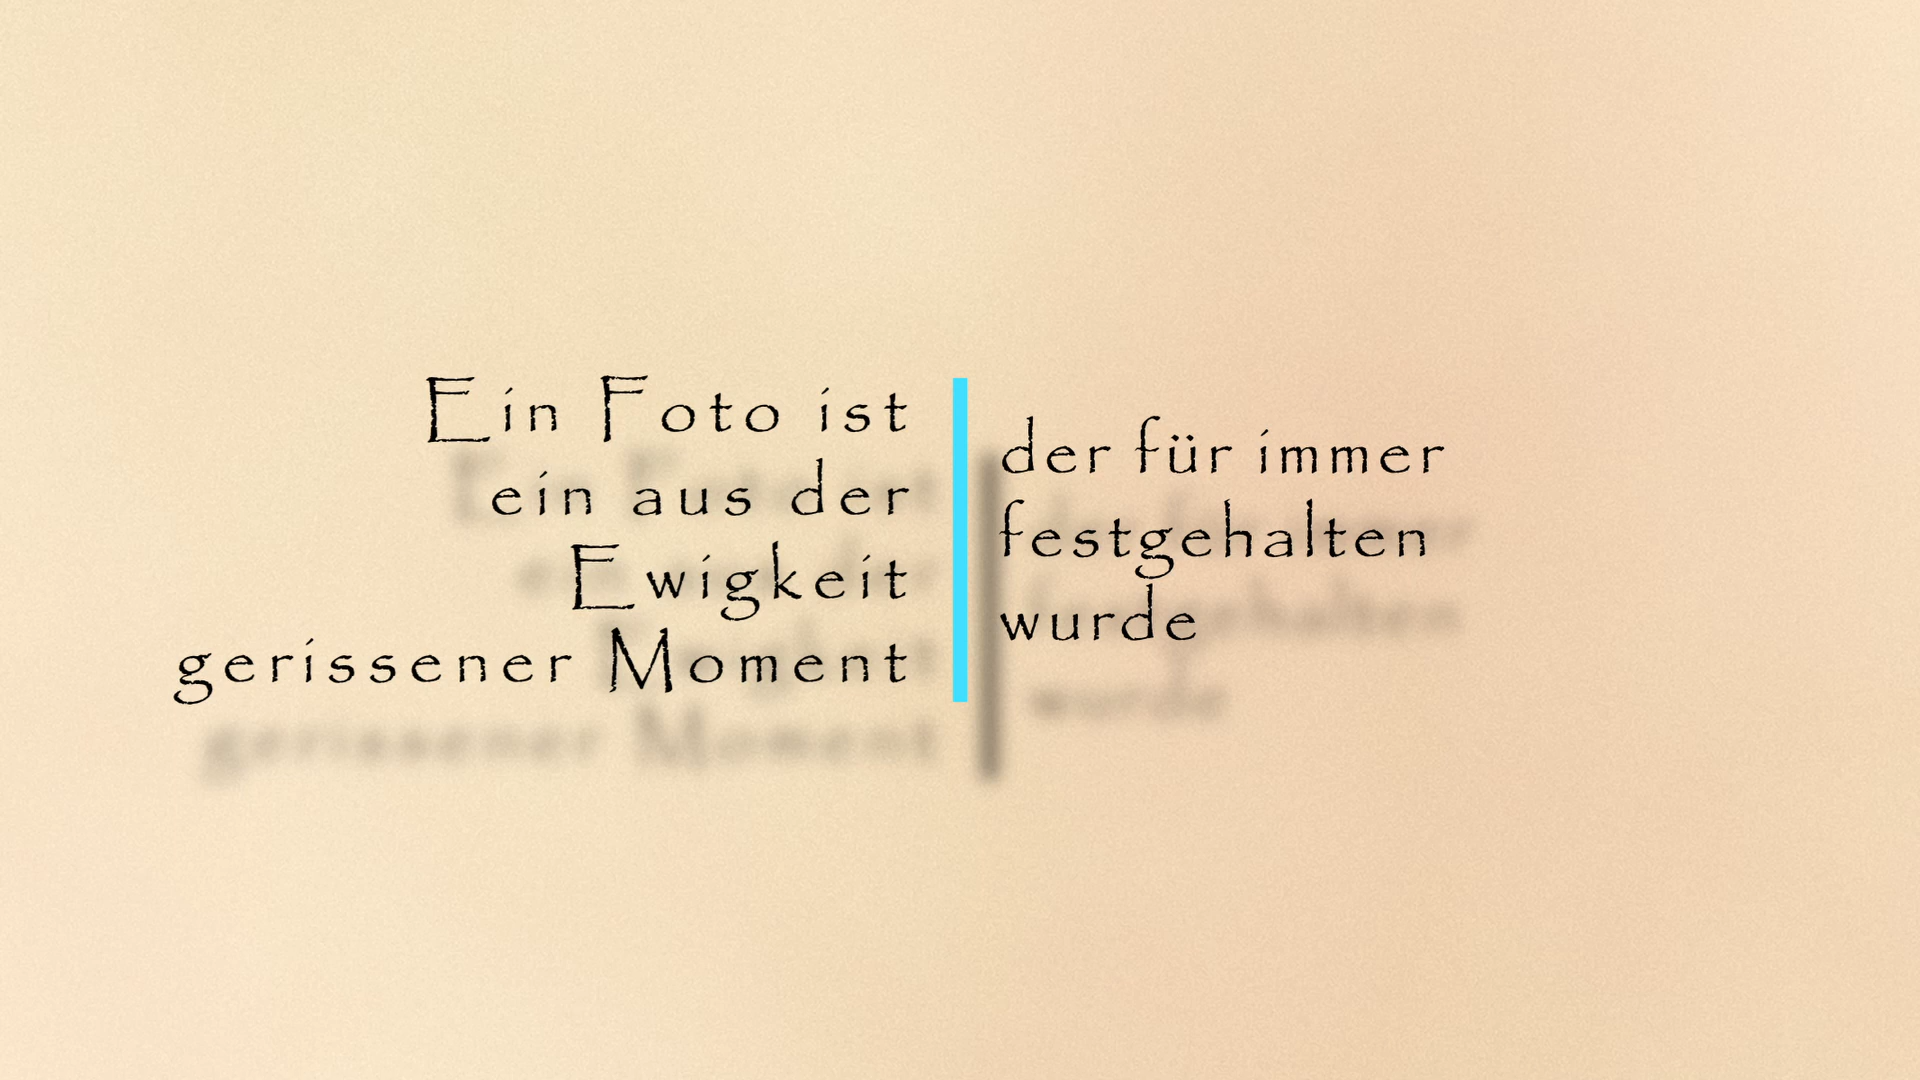 Ein Foto ist
ein aus der
Ewigkeit
gerissener Moment
der für immer
festgehalten
wurde